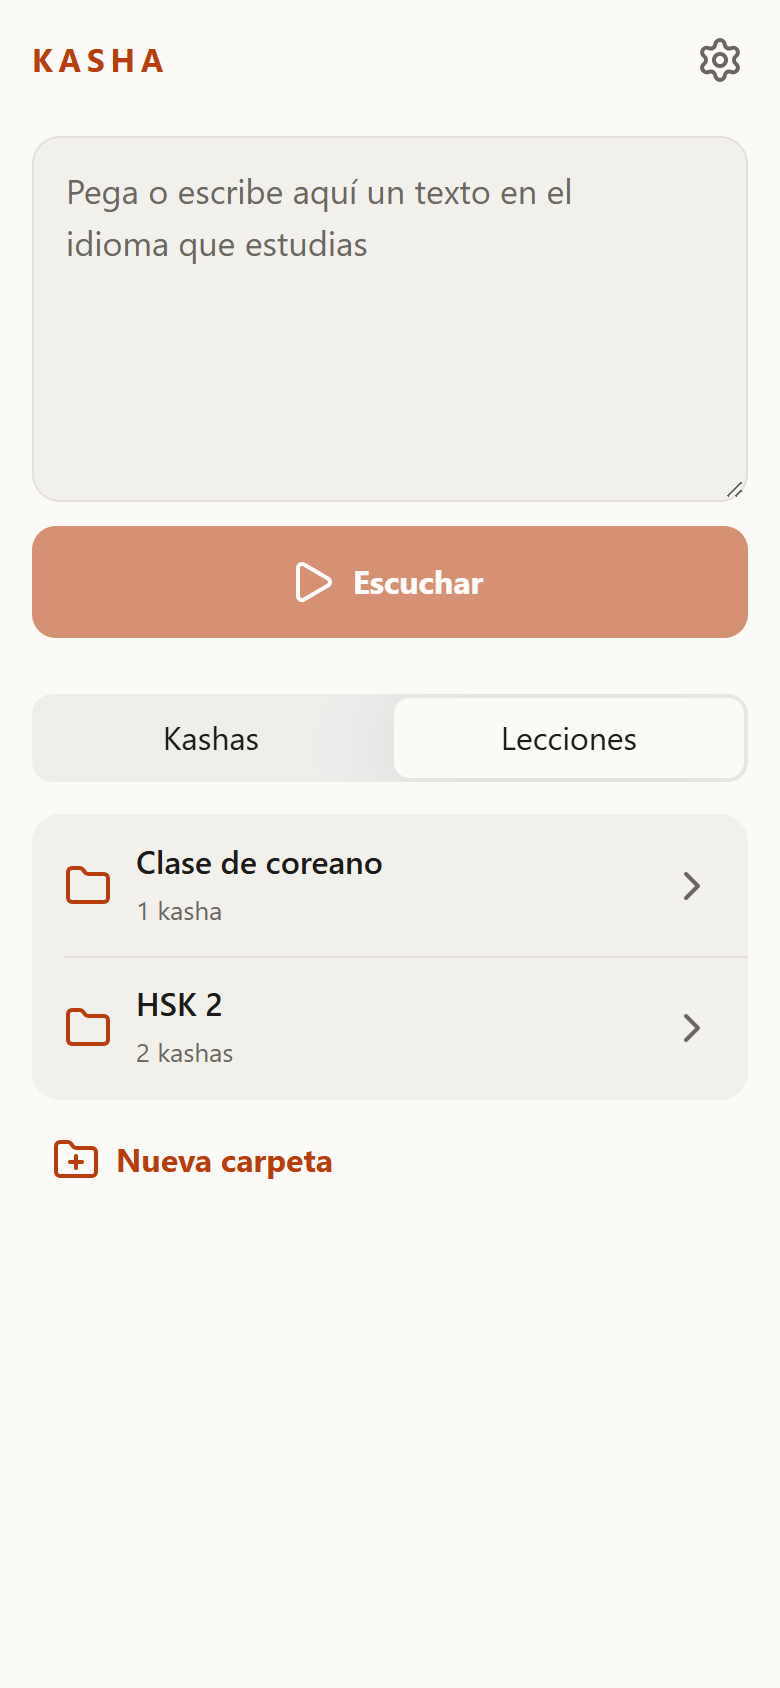 KASHA
Pega o escribe aquí un texto en el
idioma que estudias
Escuchar
Kashas
Lecciones
Clase de coreano
1 kasha
HSK 2
2 kashas
Nueva carpeta